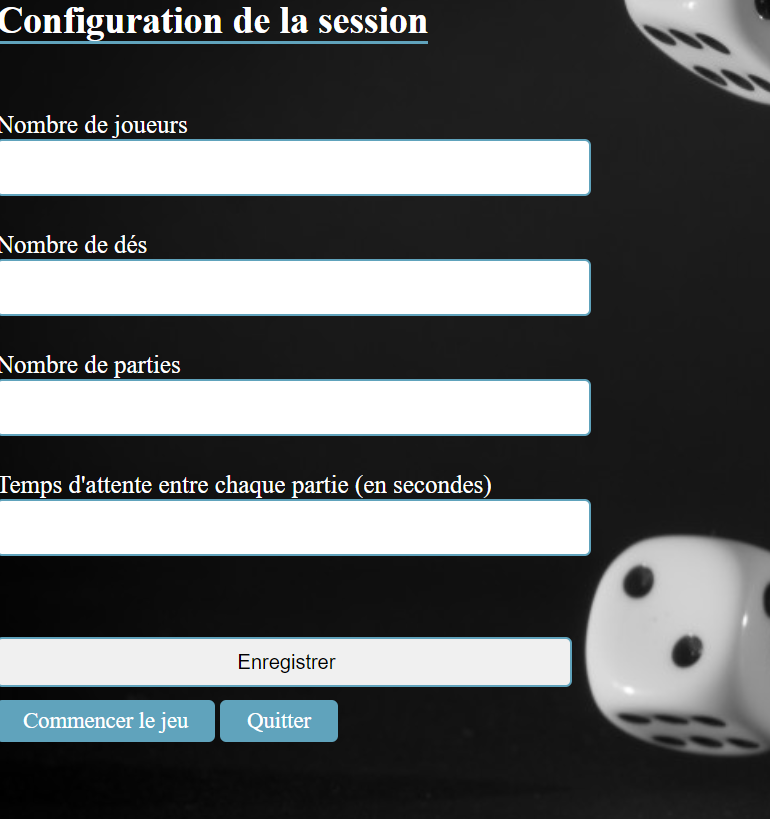 Configuration de la session
Nombre de joueurs
Nombre de dés
Nombre de parties
Temps d'attente entre chaque partie (en secondes)
Enregistrer
Commencer le jeu
Quitter